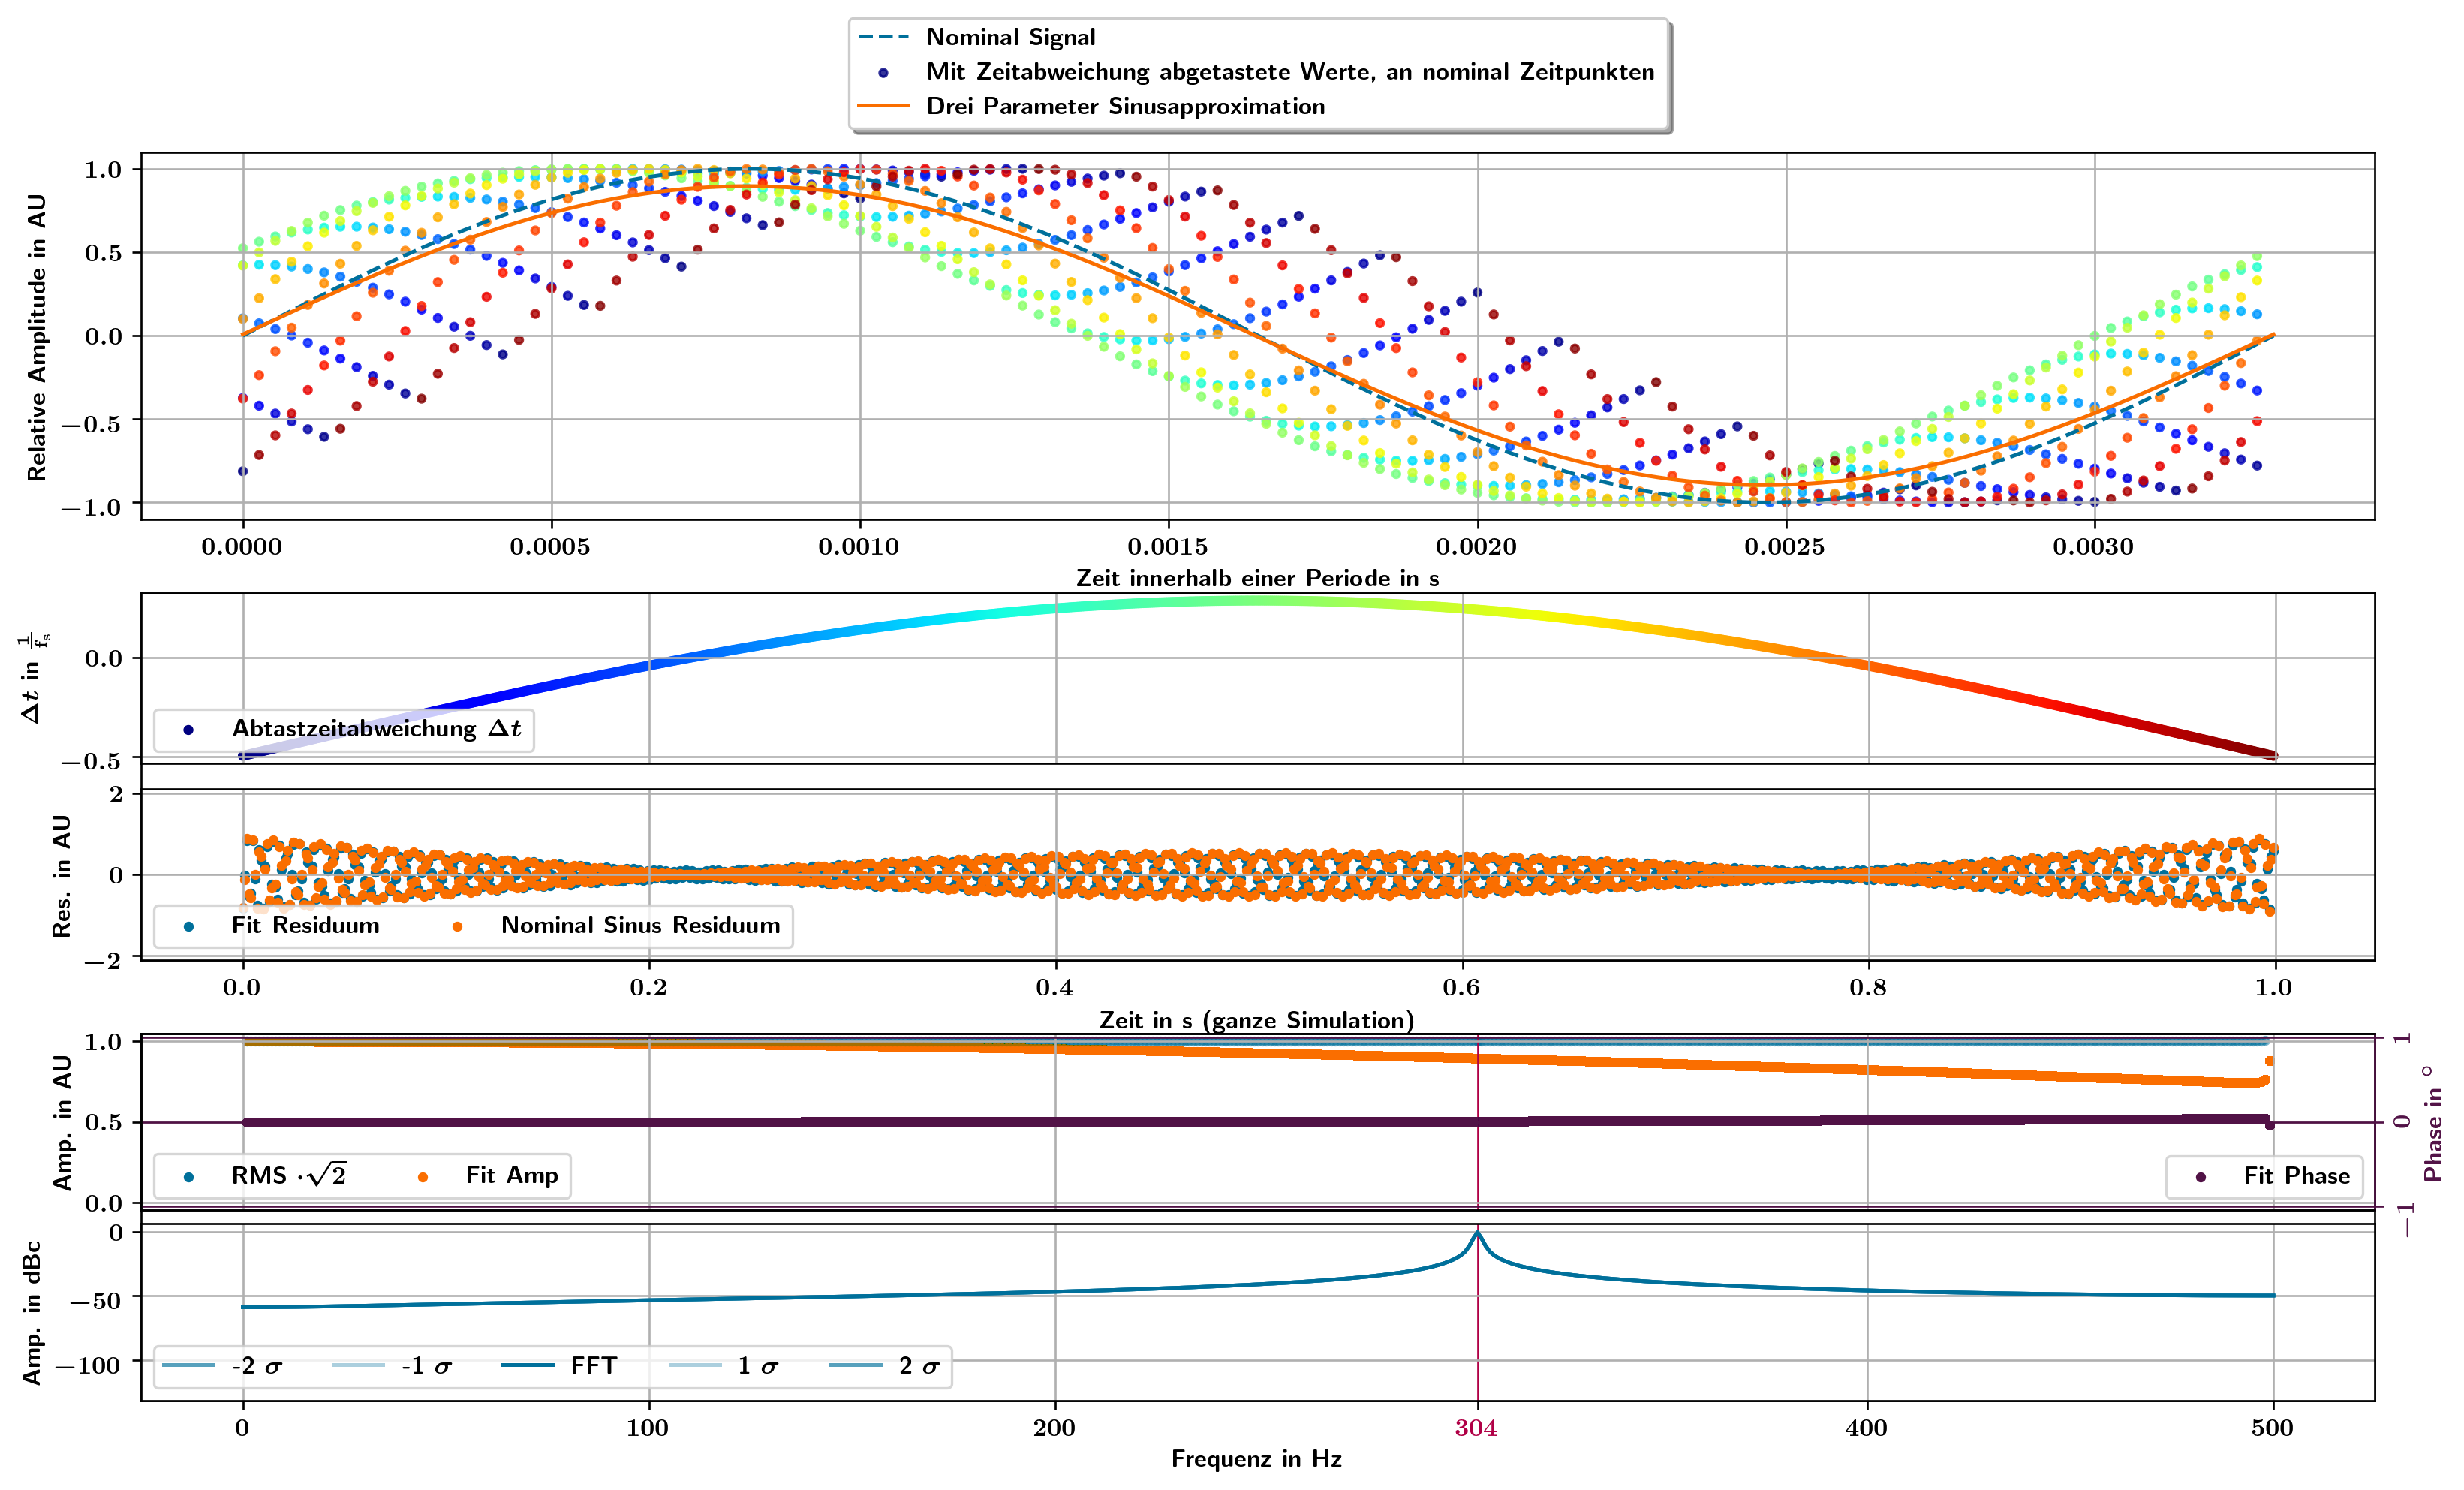 Nominal Signal
Mit Zeitabweichung abgetastete Werte, an nominal Zeitpunkten
Drei Parameter Sinusapproximation
Relative Amplitude in AU
1.0
0.5
0.0
−0.5
−1.0
0.0000 0.0005 0.0010 0.0015 0.0020 0.0025 0.0030
Zeit innerhalb einer Periode in s
Δt in 1/fs
0.0
−0.5
Abtastzeitabweichung Δt
Res. in AU
2
0
−2
Fit Residuum Nominal Sinus Residuum
0.0 0.2 0.4 0.6 0.8 1.0
Zeit in s (ganze Simulation)
Amp. in AU
1.0
0.5
0.0
RMS ·√2 Fit Amp
Fit Phase
1
0
−1
Phase in °
Amp. in dBc
0
−50
−100
-2 σ -1 σ FFT 1 σ 2 σ
0 100 200 304 400 500
Frequenz in Hz